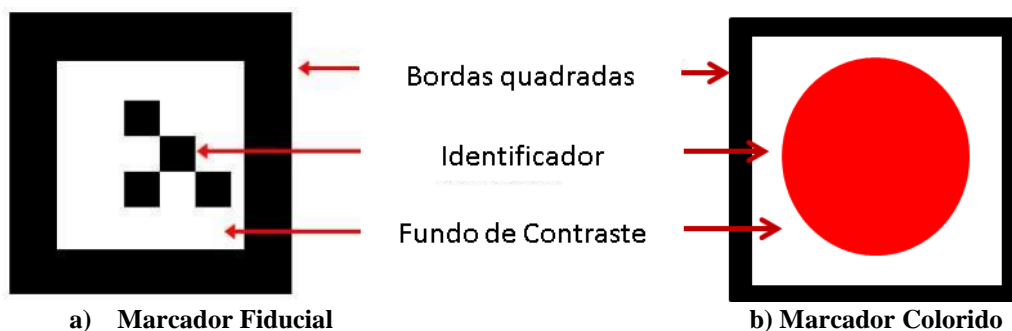 Bordas quadradas
Identificador
Fundo de Contraste
a) Marcador Fiducial
b) Marcador Colorido